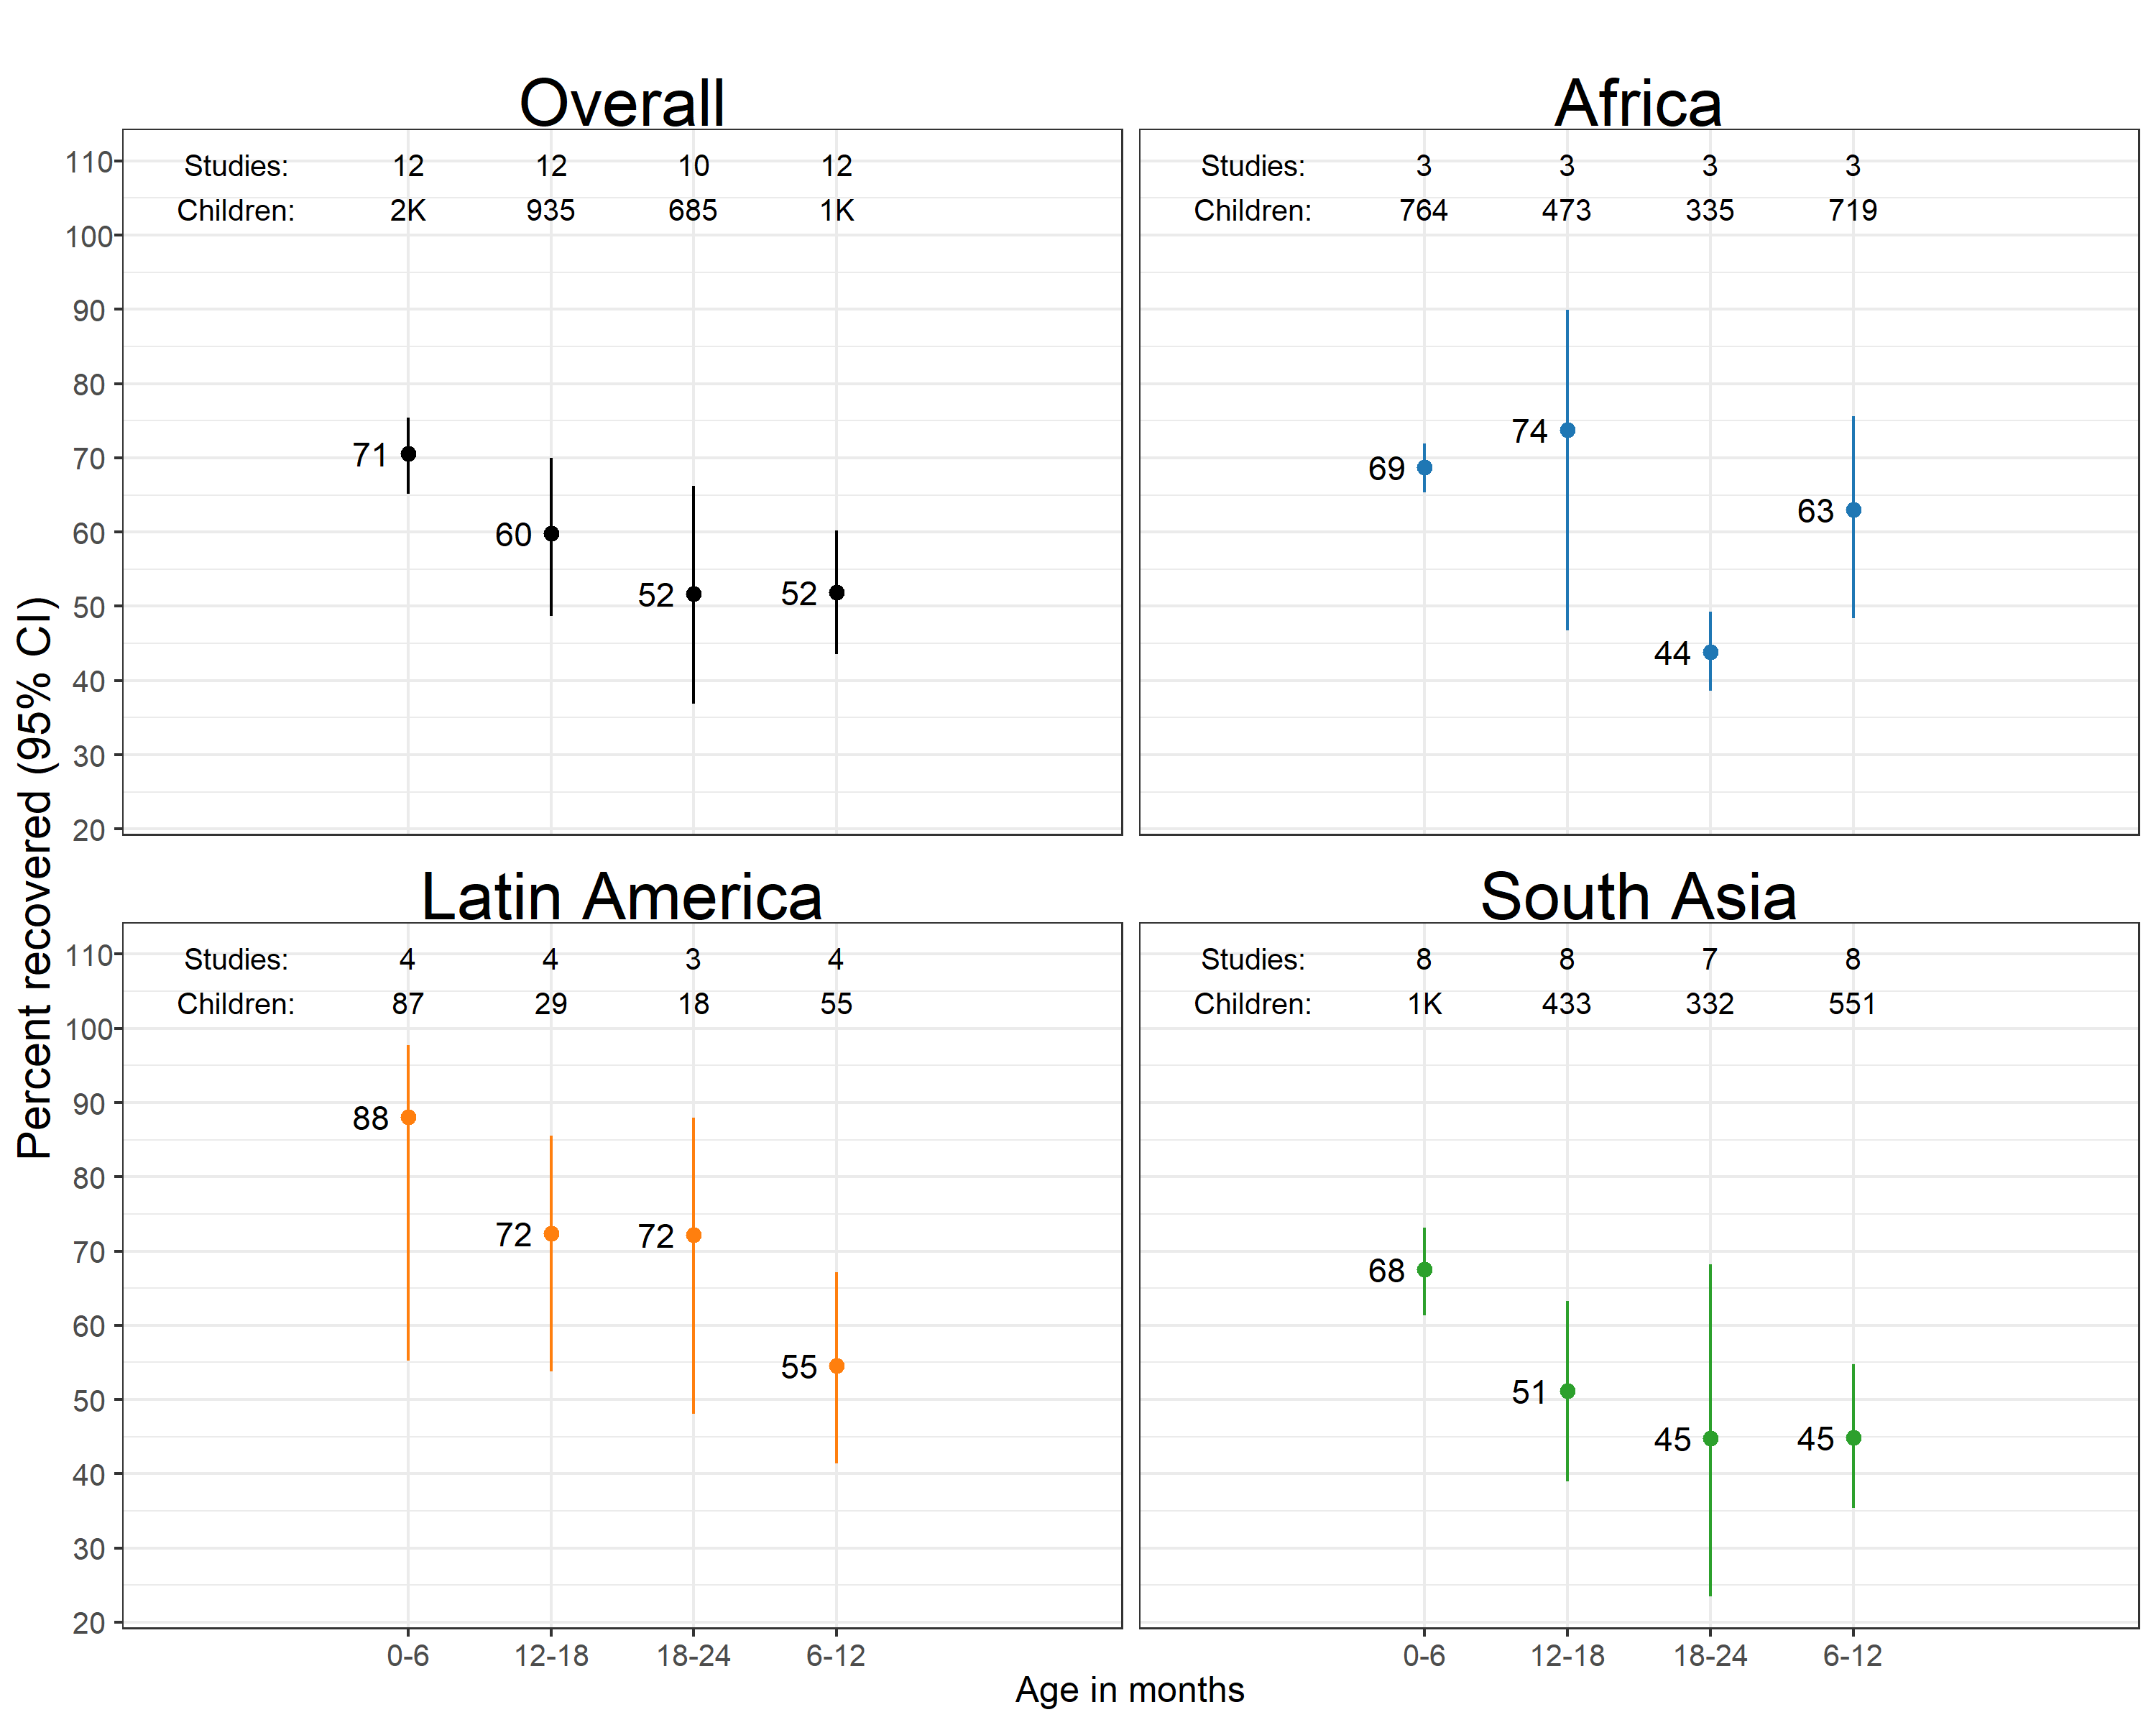 Overall
Studies: 12 12 10 12
Children: 2K 935 685 1K
110
100
90
80
70
60
50
40
30
20
71
60
52
52
Africa
Studies: 3 3 3 3
Children: 764 473 335 719
69
74
44
63
Percent recovered (95% CI)
Latin America
Studies: 4 4 3 4
Children: 87 29 18 55
110
100
90
80
70
60
50
40
30
20
88
72
72
55
0-6 12-18 18-24 6-12
South Asia
Studies: 8 8 7 8
Children: 1K 433 332 551
68
51
45
45
0-6 12-18 18-24 6-12
Age in months